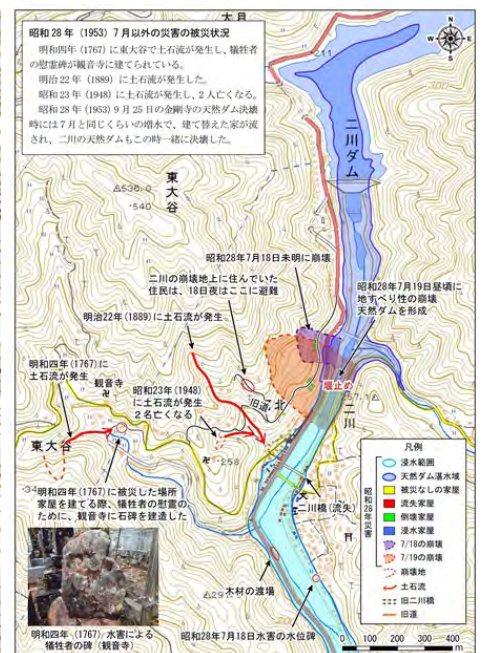 大月
昭和28年（1953）7月以外の災害の被災状況
明和四年(1767)に東大谷で土石流が発生し、犠牲者
の慰霊碑が観音寺に建てられている。
明治22年(1889)に土石流が発生した。
昭和23年(1948)に土石流が発生し、2人亡くなる。
昭和28年(1953)9月25日の金剛寺の天然ダム決壊
時には7月と同じくらいの増水で、建て替えた家が流
され、二川の天然ダムもこの時一緒に決壊した。
N
E
S
W
二川ダム
東大谷
△536.0
540
昭和28年7月18日未明に崩壊
二川の崩壊地上に住んでいた
住民は、18日夜はここに避難
昭和28年7月19日昼頃に
地すべり性の崩壊
天然ダムを形成
明治22年(1889)に土石流が発生
明和四年(1767)に
土石流が発生
観音寺
昭和23年(1948)
に土石流が発生
2名亡くなる
旧道
北
堰止め
二川
東大谷
258
明和四年(1767)に被災した場所
家屋を建てる際、犠牲者の慰霊の
ために、観音寺に石碑を建造した
二川橋(流失)
木材の渡場
昭和28年7月18日水害の水位碑
明和四年(1767)水害による
犠牲者の碑（観音寺）
凡例
昭和28年災害
浸水範囲
天然ダム湛水域
被災なしの家屋
流失家屋
倒壊家屋
浸水家屋
7/18の崩壊
7/19の崩壊
崩壊地
土石流
旧二川橋
旧道
0 100 200 300 400
m